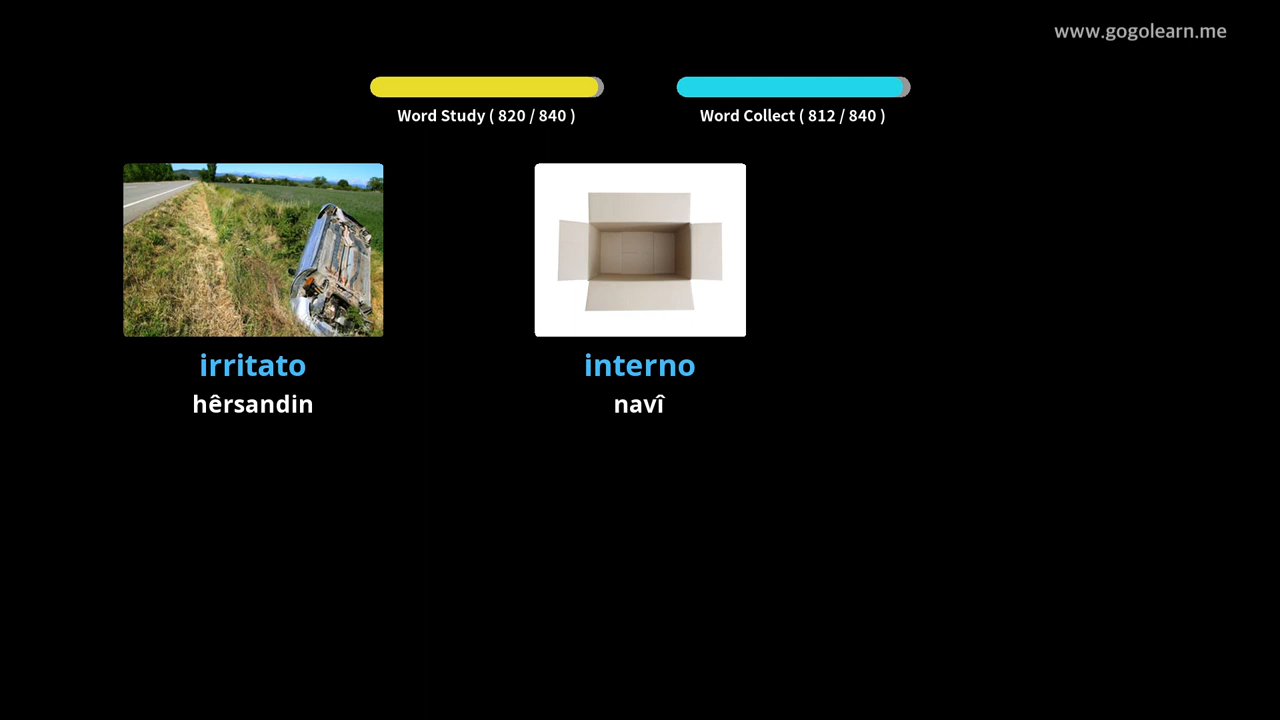 www.gogolearn.me
Word Study ( 820 / 840 )
Word Collect ( 812 / 840 )
irritato
hêrsandin
interno
navî